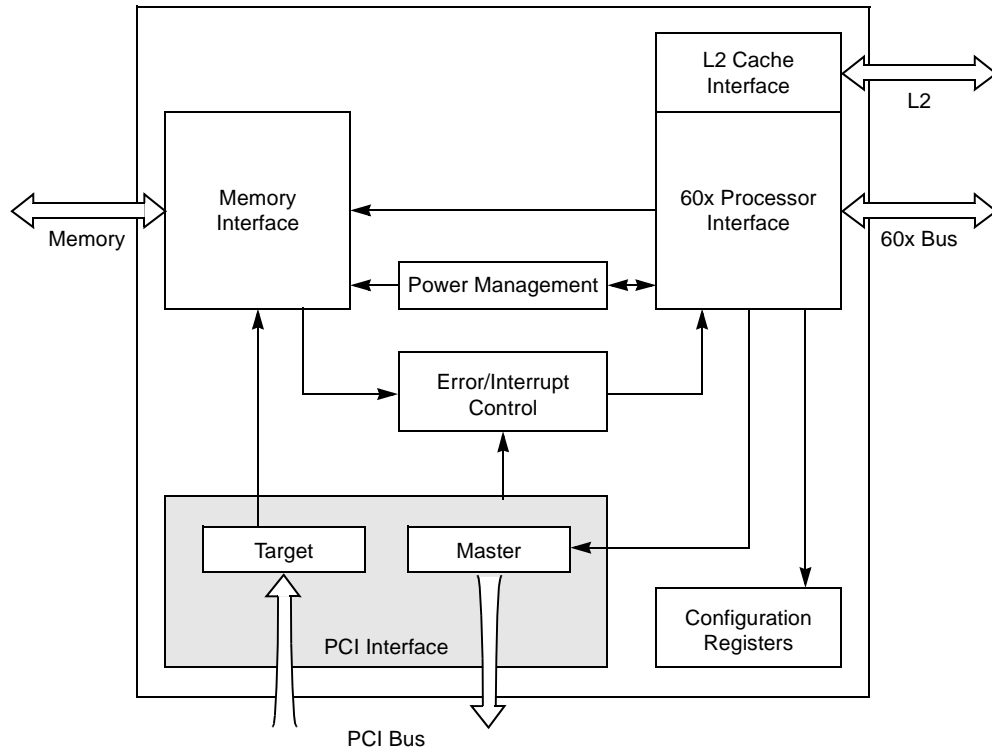 L2 Cache
Interface
L2
Memory
Interface
60x Processor
Interface
Memory
60x Bus
Power Management
Error/Interrupt
Control
Target
Master
Configuration
Registers
PCI Interface
PCI Bus